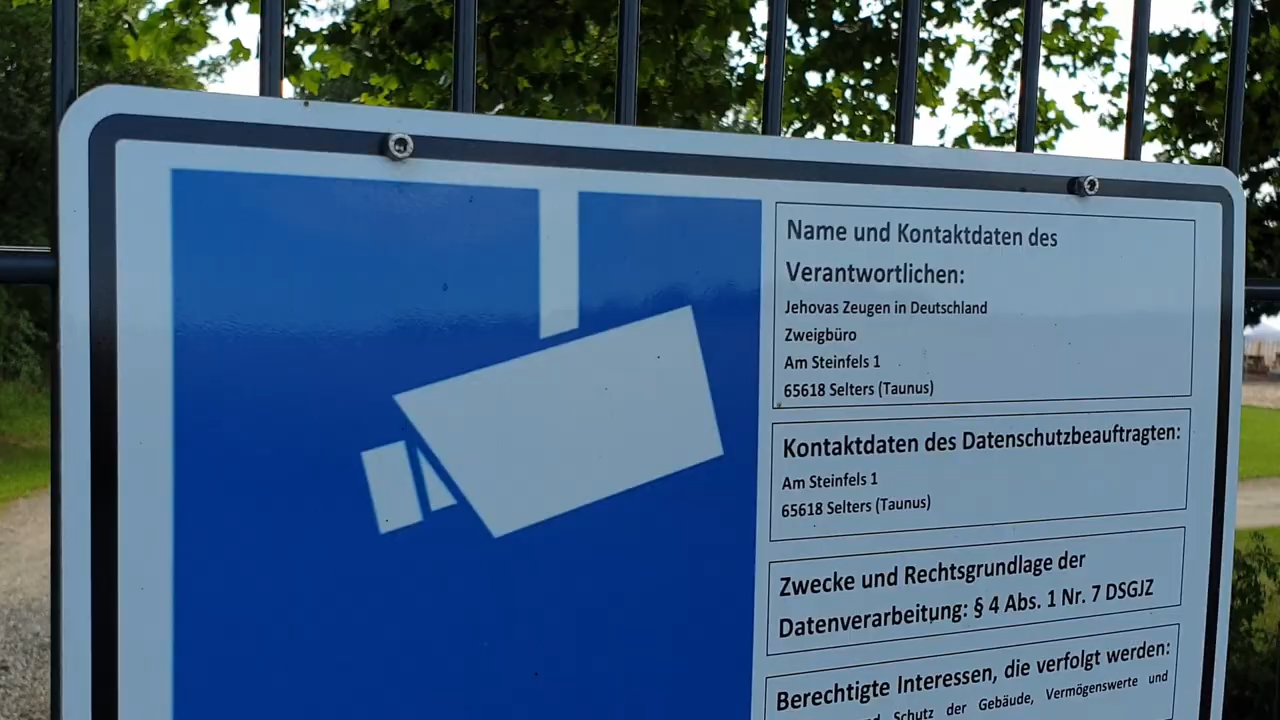 Name und Kontaktdaten des
Verantwortlichen:
Jehovas Zeugen in Deutschland
Zweigbüro
Am Steinfels 1
65618 Selters (Taunus)
Kontaktdaten des Datenschutzbeauftragten:
Am Steinfels 1
65618 Selters (Taunus)
Zwecke und Rechtsgrundlage der
Datenverarbeitung: § 4 Abs. 1 Nr. 7 DSGJZ
Berechtigte Interessen, die verfolgt werden:
Schutz der Gebäude, Vermögenswerte und